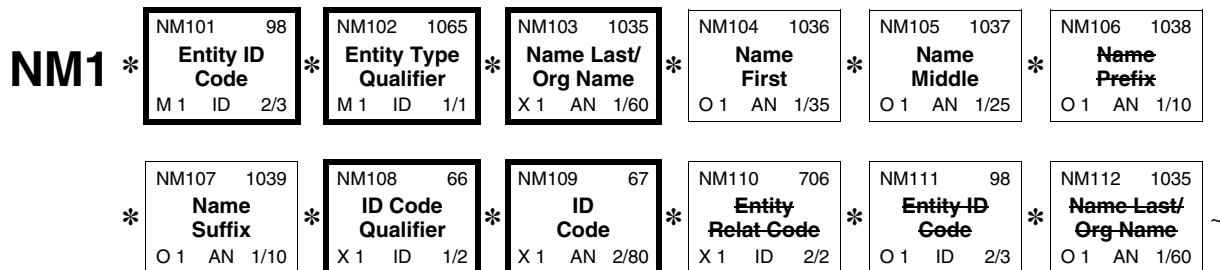 NM1 * NM101 98 * NM102 1065 * NM103 1035 * NM104 1036 * NM105 1037 * NM106 1038
Entity ID Entity Type Name Last/ Name Name Name
Code Qualifier Org Name First Middle Prefix
M 1 ID 2/3 M 1 ID 1/1 X 1 AN 1/60 O 1 AN 1/35 O 1 AN 1/25 O 1 AN 1/10
* NM107 1039 * NM108 66 * NM109 67 * NM110 706 * NM111 98 * NM112 1035 ~
Name ID Code ID Entity Entity ID Name Last/
Suffix Qualifier Code Relat Code Code Org Name
O 1 AN 1/10 X 1 ID 1/2 X 1 AN 2/80 X 1 ID 2/2 O 1 ID 2/3 O 1 AN 1/60